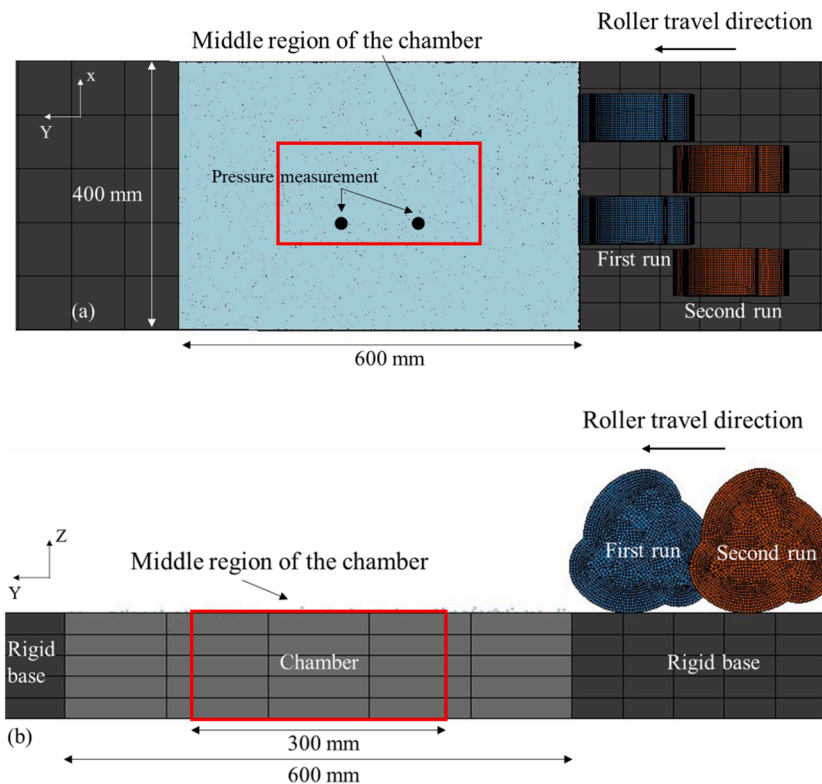 Middle region of the chamber
Roller travel direction
x
Y
Pressure measurement
400 mm
First run
Second run
(a)
600 mm
Roller travel direction
Z
Y
Middle region of the chamber
First run
Second run
Rigid
base
Chamber
Rigid base
(b)
300 mm
600 mm